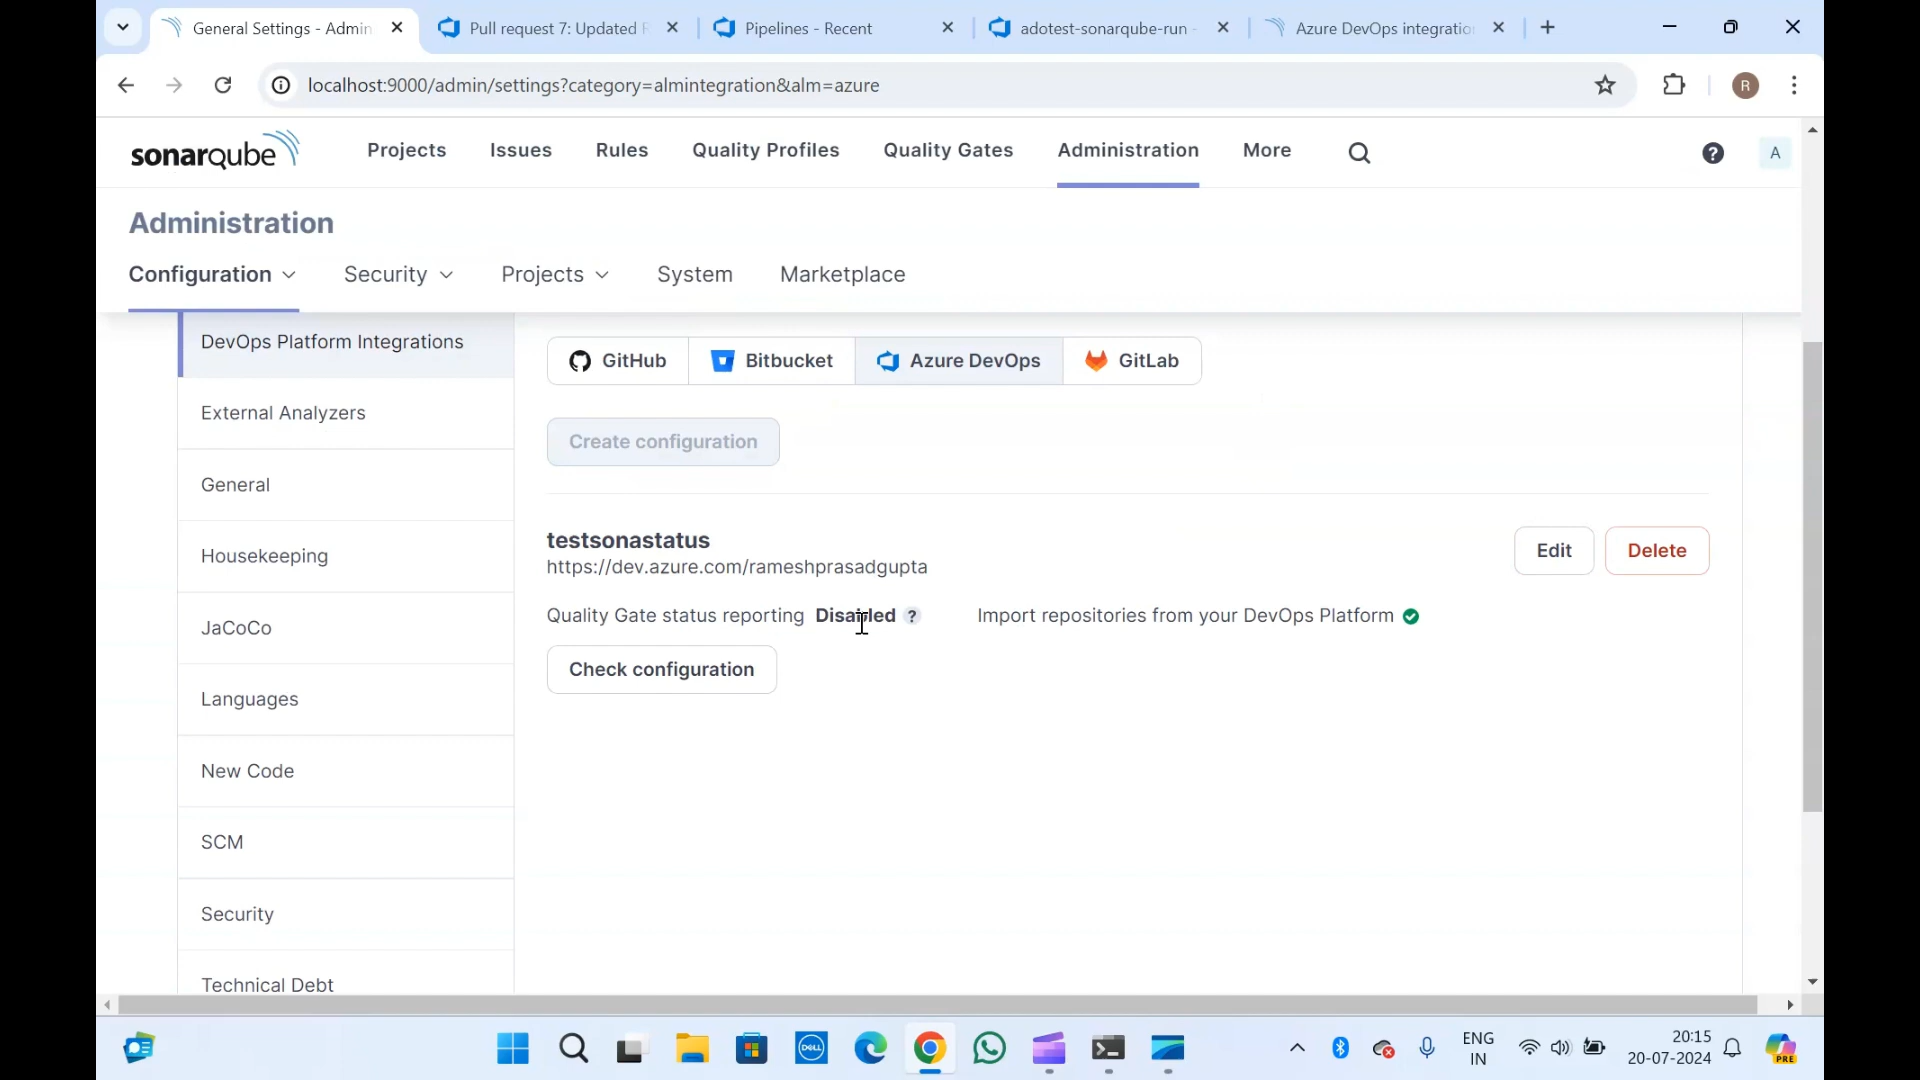 General Settings - Admin
Pull request 7: Updated
Pipelines - Recent
adotest-sonarqube-run -
Azure DevOps integratio
localhost:9000/admin/settings?category=almintegration&alm=azure
R
sonarqube
Projects
Issues
Rules
Quality Profiles
Quality Gates
Administration
More
?
A
Administration
Configuration
Security
Projects
System
Marketplace
DevOps Platform Integrations
GitHub
Bitbucket
Azure DevOps
GitLab
External Analyzers
Create configuration
General
testsonastatus
Edit
Delete
https://dev.azure.com/rameshprasadgupta
Housekeeping
Quality Gate status reporting Disabled ?
Import repositories from your DevOps Platform
JaCoCo
Check configuration
Languages
New Code
SCM
Security
Technical Debt
DELL
ENG
IN
20:15
20-07-2024
PRE